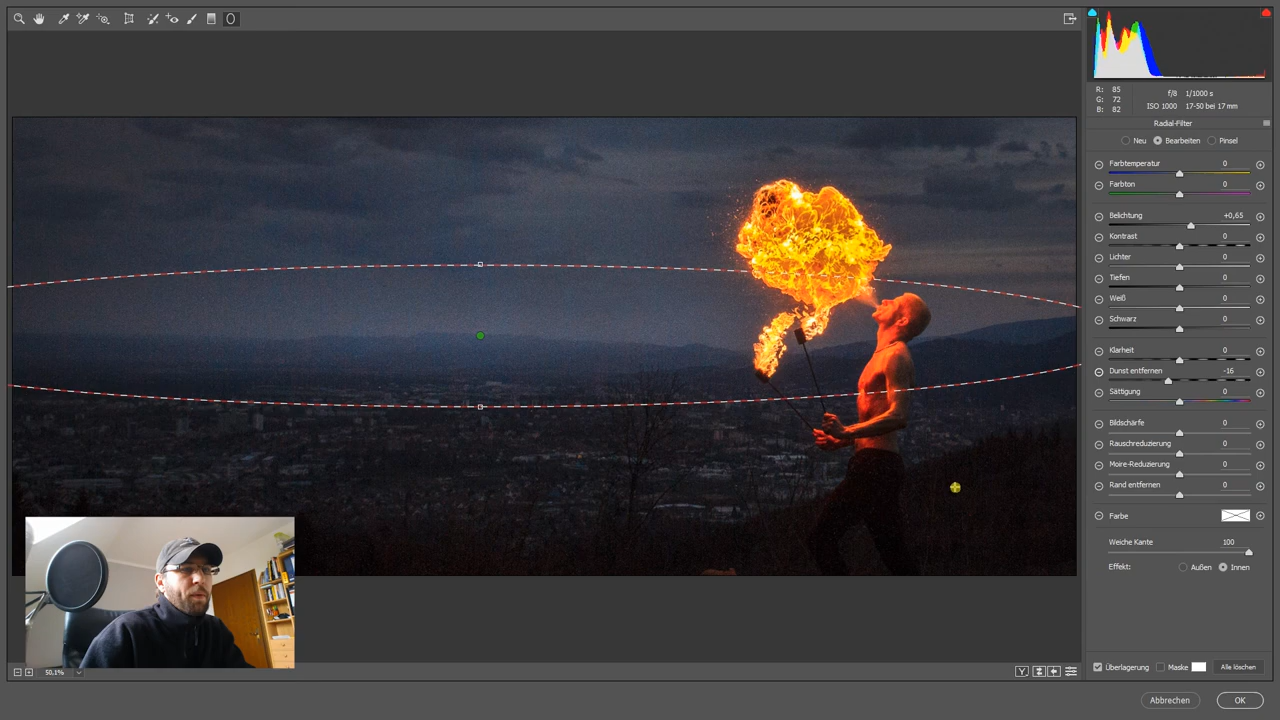 R: 85
G: 72
B: 82
f/8 1/1000 s
ISO 1000 17-50 bei 17 mm
Radial-Filter
Neu Bearbeiten Pinsel
Farbtemperatur 0
Farbton 0
Belichtung +0,65
Kontrast 0
Lichter 0
Tiefen 0
Weiß 0
Schwarz 0
Klarheit 0
Dunst entfernen -16
Sättigung 0
Bildschärfe 0
Rauschreduzierung 0
Moire-Reduzierung 0
Rand entfernen 0
Farbe
Weiche Kante 100
Effekt: Außen Innen
50,1% Y Überlagerung Maske Alle löschen
Abbrechen OK